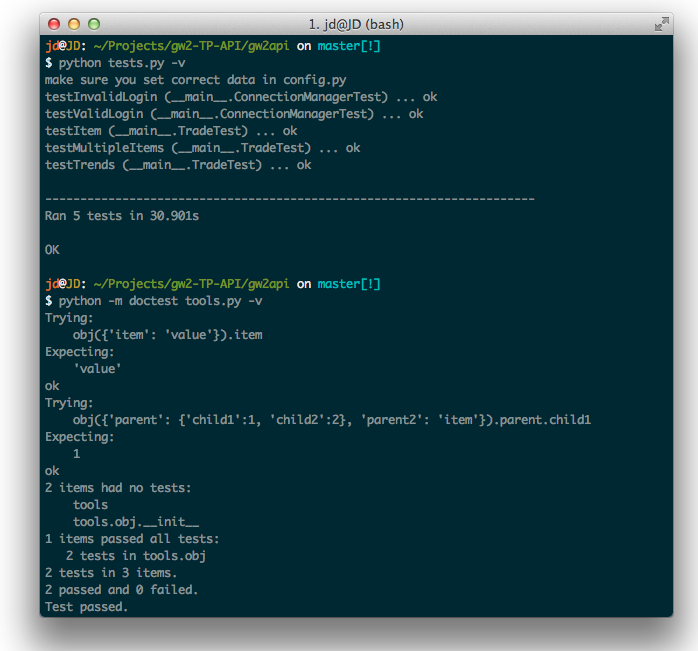 1. jd@JD (bash)
jd@JD: ~/Projects/gw2-TP-API/gw2api on master[!]
$ python tests.py -v
make sure you set correct data in config.py
testInvalidLogin (__main__.ConnectionManagerTest) ... ok
testValidLogin (__main__.ConnectionManagerTest) ... ok
testItem (__main__.TradeTest) ... ok
testMultipleItems (__main__.TradeTest) ... ok
testTrends (__main__.TradeTest) ... ok
----------------------------------------------------------------------
Ran 5 tests in 30.901s
OK
jd@JD: ~/Projects/gw2-TP-API/gw2api on master[!]
$ python -m doctest tools.py -v
Trying:
    obj({'item': 'value'}).item
Expecting:
    'value'
ok
Trying:
    obj({'parent': {'child1':1, 'child2':2}, 'parent2': 'item'}).parent.child1
Expecting:
    1
ok
2 items had no tests:
    tools
    tools.obj.__init__
1 items passed all tests:
   2 tests in tools.obj
2 tests in 3 items.
2 passed and 0 failed.
Test passed.